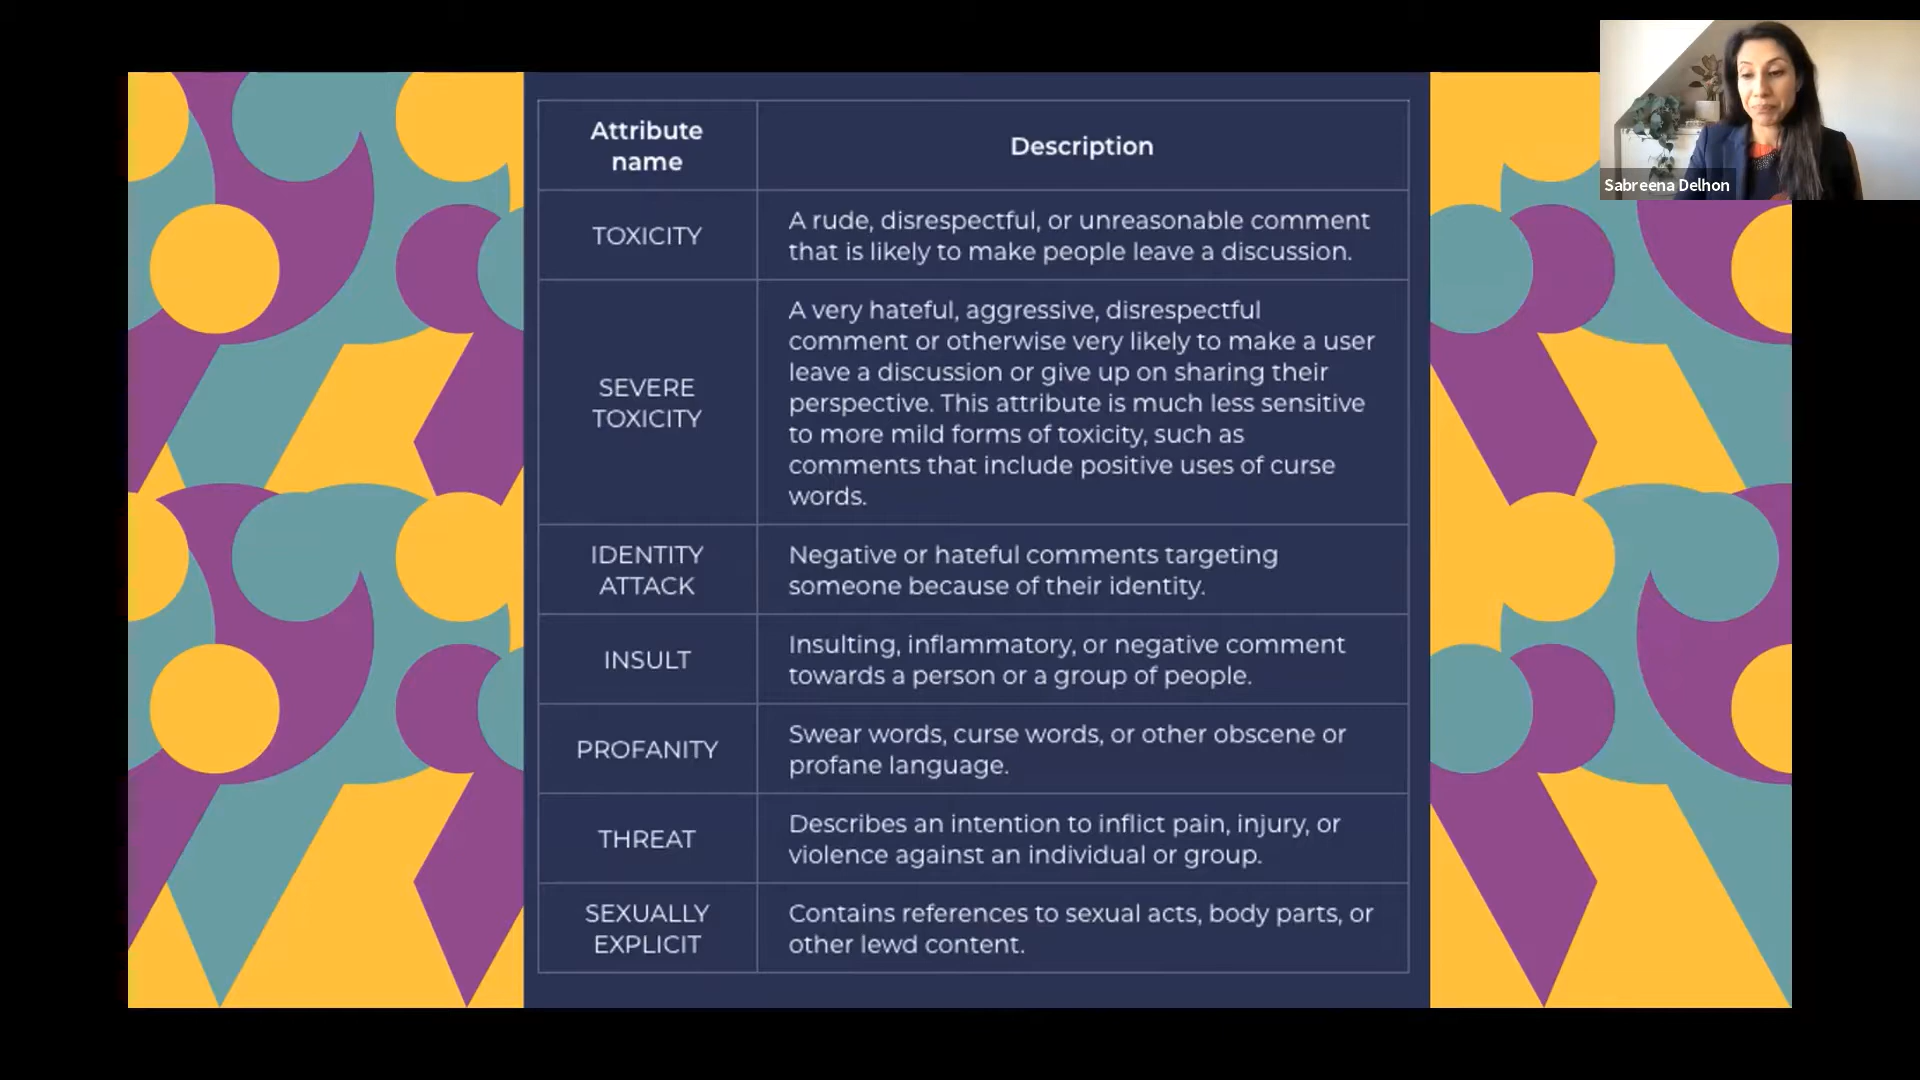 Attribute
name
Description
TOXICITY
A rude, disrespectful, or unreasonable comment
that is likely to make people leave a discussion.
SEVERE
TOXICITY
A very hateful, aggressive, disrespectful
comment or otherwise very likely to make a user
leave a discussion or give up on sharing their
perspective. This attribute is much less sensitive
to more mild forms of toxicity, such as
comments that include positive uses of curse
words.
IDENTITY
ATTACK
Negative or hateful comments targeting
someone because of their identity.
INSULT
Insulting, inflammatory, or negative comment
towards a person or a group of people.
PROFANITY
Swear words, curse words, or other obscene or
profane language.
THREAT
Describes an intention to inflict pain, injury, or
violence against an individual or group.
SEXUALLY
EXPLICIT
Contains references to sexual acts, body parts, or
other lewd content.
Sabreena Delhon